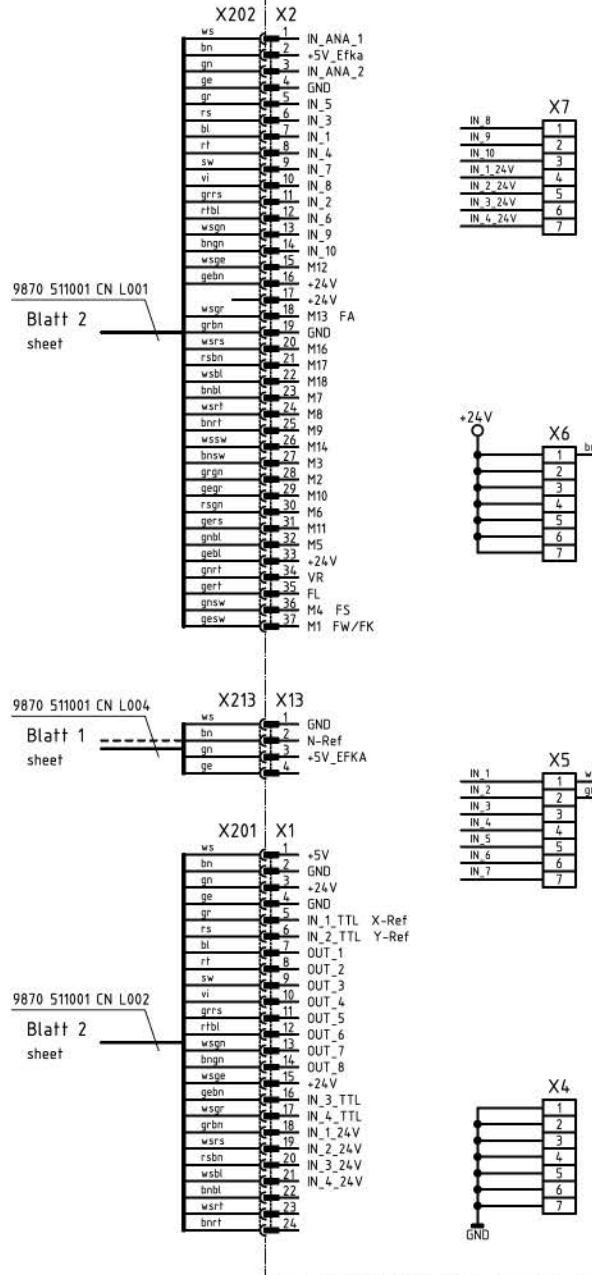 X202 X2
ws 1 IN_ANA_1
bn 2 +5V_Efka
gn 3 IN_ANA_2
ge 4 GND
gr 5 IN_5
rs 6 IN_3
bl 7 IN_1
rt 8 IN_4
sw 9 IN_7
vi 10 IN_8
grrs 11 IN_2
rtbl 12 IN_6
wsgn 13 IN_9
bngn 14 IN_10
wsge 15 M12
gebn 16 +24V
17 +24V
wsgr 18 M13 FA
grbn 19 GND
wsrs 20 M16
rsbn 21 M17
wsbl 22 M18
bnbl 23 M7
wsrt 24 M8
bnrt 25 M9
wssw 26 M14
bnsw 27 M3
grgn 28 M2
gegr 29 M10
rsgn 30 M6
gers 31 M11
gnbl 32 M5
gebl 33 +24V
gnrt 34 VR
gert 35 FL
gnsw 36 M4 FS
gesw 37 M1 FW/FK
9870 511001 CN L001
Blatt 2
sheet
X213 X13
9870 511001 CN L004
Blatt 1
sheet
ws 1 GND
bn 2 N-Ref
gn 3 +5V_EFKA
ge 4
X201 X1
ws 1 +5V
bn 2 GND
gn 3 +24V
ge 4 GND
gr 5 IN_1_TTL X-Ref
rs 6 IN_2_TTL Y-Ref
bl 7 OUT_1
rt 8 OUT_2
sw 9 OUT_3
vi 10 OUT_4
grrs 11 OUT_5
rtbl 12 OUT_6
wsgn 13 OUT_7
bngn 14 OUT_8
wsge 15 +24V
gebn 16 IN_3_TTL
wsgr 17 IN_4_TTL
grbn 18 IN_1_24V
wsrs 19 IN_2_24V
rsbn 20 IN_3_24V
wsbl 21 IN_4_24V
bnbl 22
wsrt 23
bnrt 24
9870 511001 CN L002
Blatt 2
sheet
X7
IN_8 1
IN_9 2
IN_10 3
IN_1_24V 4
IN_2_24V 5
IN_3_24V 6
IN_4_24V 7
+24V
X6
1
2
3
4
5
6
7
X5
IN_1 1
IN_2 2
IN_3 3
IN_4 4
IN_5 5
IN_6 6
IN_7 7
X4
1
2
3
4
5
6
7
GND